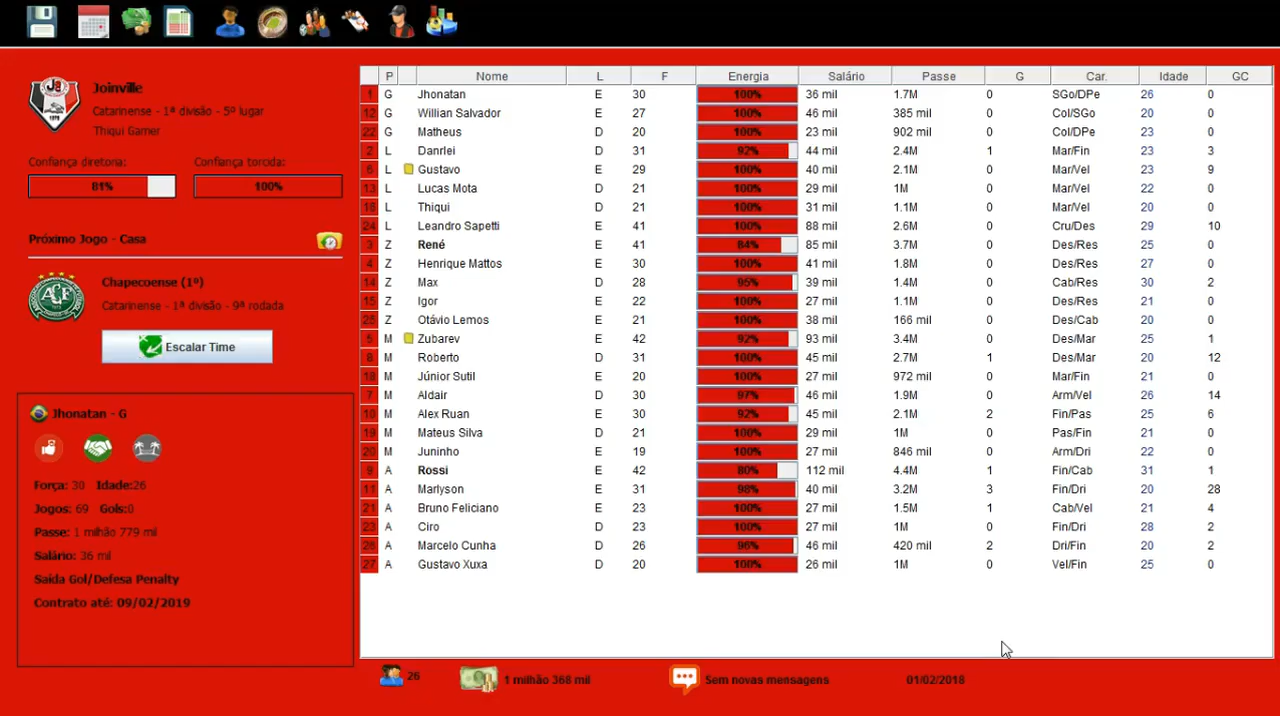 Joinville
Catarinense - 1ª divisão - 5º lugar
Thiqui Gamer
Confiança diretoria: Confiança torcida:
81% 100%
Próximo Jogo - Casa
Chapecoense (1º)
Catarinense - 1ª divisão - 9ª rodada
Escalar Time
Jhonatan - G
Força: 30 Idade:26
Jogos: 69 Gols:0
Passe: 1 milhão 779 mil
Salário: 36 mil
Saída Gol/Defesa Penalty
Contrato até: 09/02/2019
P Nome L F Energia Salário Passe G Car. Idade GC
1 G Jhonatan E 30 100% 36 mil 1.7M 0 SGo/DPe 26 0
12 G Willian Salvador E 27 100% 46 mil 385 mil 0 Col/SGo 20 0
22 G Matheus D 20 100% 23 mil 902 mil 0 Col/DPe 23 0
2 L Danrlei D 31 92% 44 mil 2.4M 1 Mar/Fin 23 3
6 L Gustavo E 29 100% 40 mil 2.1M 0 Mar/Vel 23 9
13 L Lucas Mota D 21 100% 29 mil 1M 0 Mar/Vel 22 0
16 L Thiqui D 21 100% 31 mil 1.1M 0 Mar/Vel 20 0
24 L Leandro Sapetti E 41 100% 88 mil 2.6M 0 Cru/Des 29 10
3 Z René E 41 84% 85 mil 3.7M 0 Des/Res 25 0
4 Z Henrique Mattos E 30 100% 41 mil 1.8M 0 Des/Res 27 0
14 Z Max D 28 95% 39 mil 1.4M 0 Cab/Res 30 2
15 Z Igor E 22 100% 27 mil 1.1M 0 Des/Res 21 0
25 Z Otávio Lemos E 21 100% 38 mil 166 mil 0 Des/Cab 20 0
5 M Zubarev E 42 92% 93 mil 3.4M 0 Des/Mar 25 1
8 M Roberto D 31 100% 45 mil 2.7M 1 Des/Mar 20 12
18 M Júnior Sutil E 20 100% 27 mil 972 mil 0 Mar/Fin 21 0
7 M Aldair D 30 97% 46 mil 1.9M 0 Arm/Vel 26 14
10 M Alex Ruan E 30 92% 45 mil 2.1M 2 Fin/Pas 25 6
19 M Mateus Silva D 21 100% 29 mil 1M 0 Pas/Fin 21 0
20 M Juninho E 19 100% 27 mil 846 mil 0 Arm/Dri 22 0
9 A Rossi E 42 80% 112 mil 4.4M 1 Fin/Cab 31 1
11 A Marlyson E 31 98% 40 mil 3.2M 3 Fin/Dri 20 28
21 A Bruno Feliciano E 23 100% 27 mil 1.5M 1 Cab/Vel 21 4
23 A Ciro D 23 100% 27 mil 1M 0 Fin/Dri 28 2
26 A Marcelo Cunha D 26 96% 46 mil 420 mil 2 Dri/Fin 20 2
27 A Gustavo Xuxa D 20 100% 26 mil 1M 0 Vel/Fin 25 0
26 1 milhão 368 mil Sem novas mensagens 01/02/2018